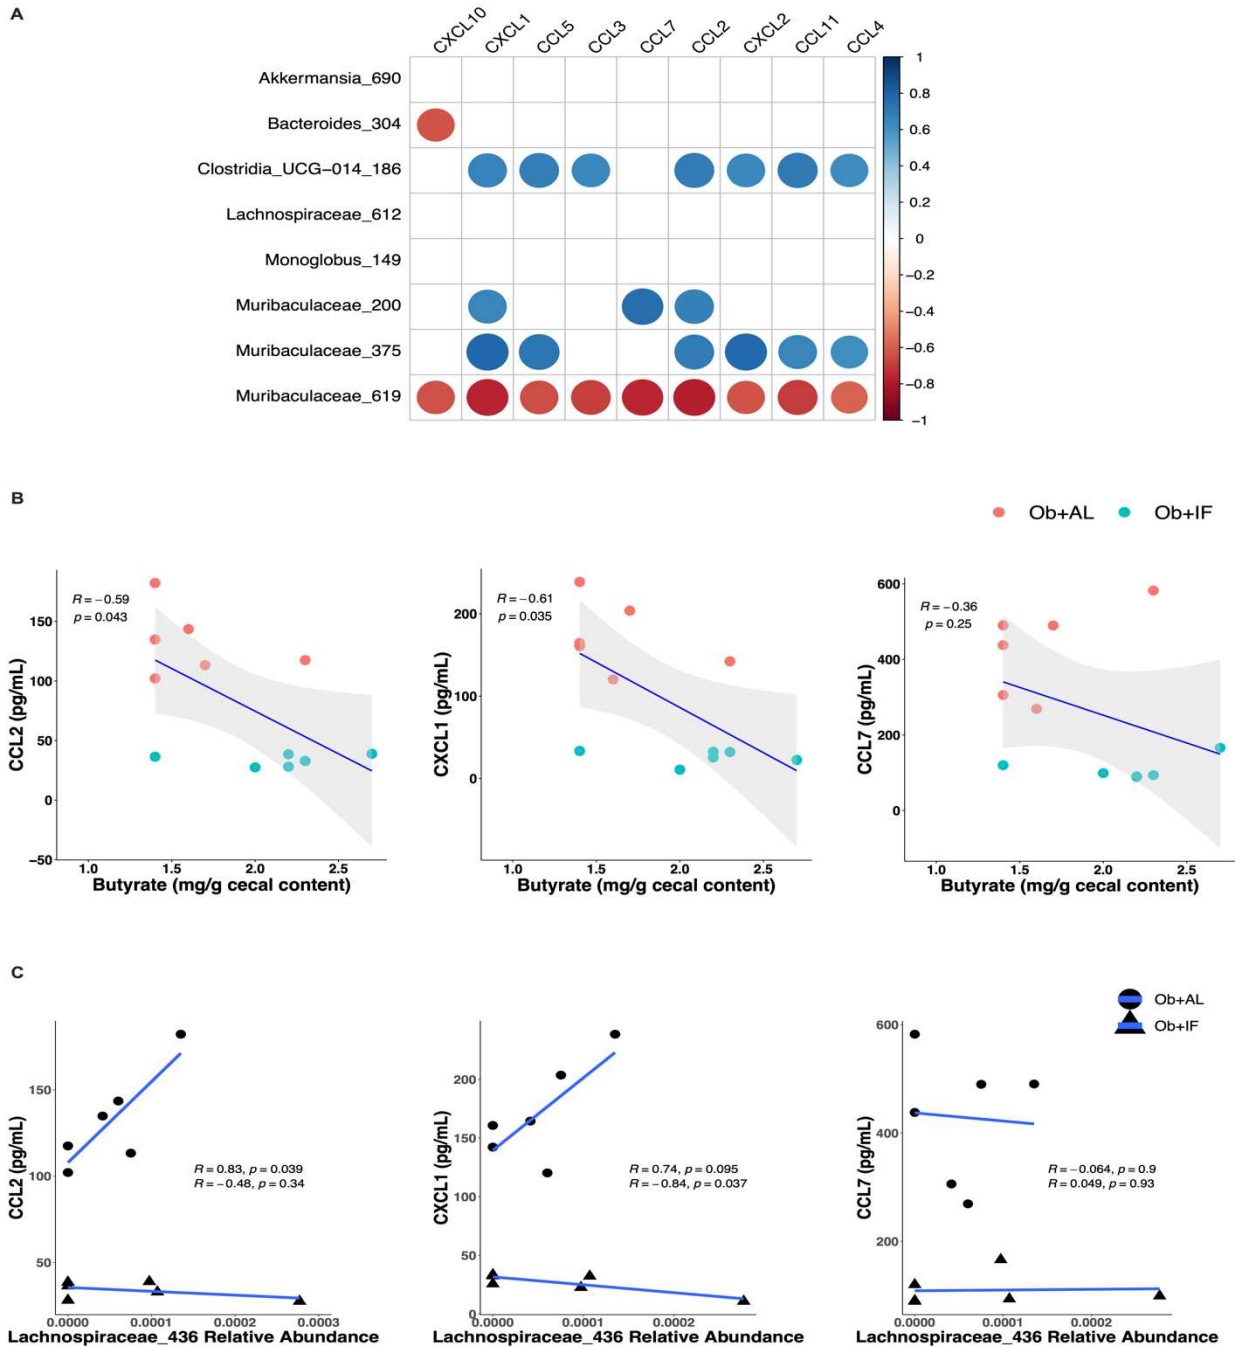 A
CXCL10
CXCL1
CCL5
CCL3
CCL7
CCL2
CXCL2
CCL11
CCL4
Akkermansia_690
Bacteroides_304
Clostridia_UCG−014_186
Lachnospiraceae_612
Monoglobus_149
Muribaculaceae_200
Muribaculaceae_375
Muribaculaceae_619
1
0.8
0.6
0.4
0.2
0
−0.2
−0.4
−0.6
−0.8
−1
B
Ob+AL Ob+IF
CCL2 (pg/mL)
150
100
50
0
−50
R = −0.59
p = 0.043
1.0 1.5 2.0 2.5
Butyrate (mg/g cecal content)
CXCL1 (pg/mL)
200
100
0
R = −0.61
p = 0.035
1.0 1.5 2.0 2.5
Butyrate (mg/g cecal content)
CCL7 (pg/mL)
600
400
200
0
R = −0.36
p = 0.25
1.0 1.5 2.0 2.5
Butyrate (mg/g cecal content)
C
Ob+AL
Ob+IF
CCL2 (pg/mL)
150
100
50
R = 0.83, p = 0.039
R = −0.48, p = 0.34
0.0000 0.0001 0.0002 0.0003
Lachnospiraceae_436 Relative Abundance
CXCL1 (pg/mL)
200
150
100
50
0
R = 0.74, p = 0.095
R = −0.84, p = 0.037
0.0000 0.0001 0.0002
Lachnospiraceae_436 Relative Abundance
CCL7 (pg/mL)
600
400
200
R = −0.064, p = 0.9
R = 0.049, p = 0.93
0.0000 0.0001 0.0002
Lachnospiraceae_436 Relative Abundance